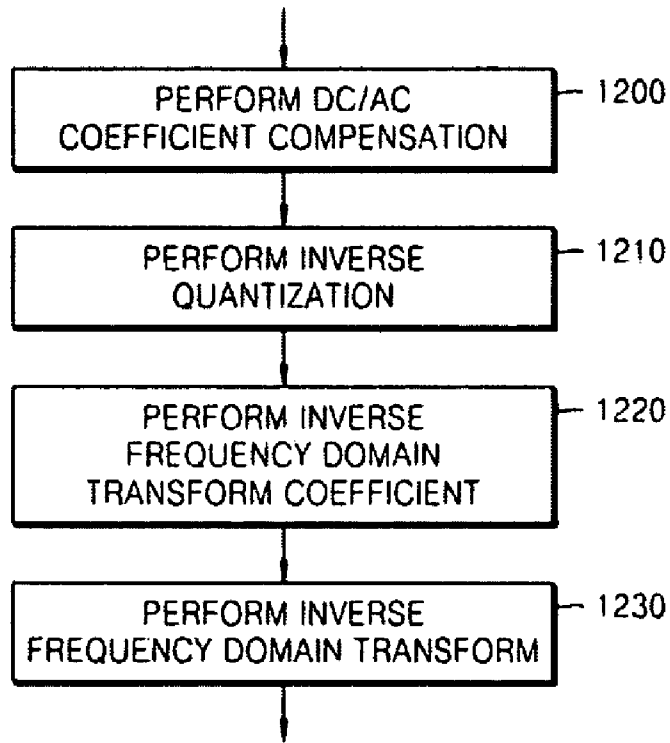 PERFORM DC/AC
COEFFICIENT COMPENSATION
1200
PERFORM INVERSE
QUANTIZATION
1210
PERFORM INVERSE
FREQUENCY DOMAIN
TRANSFORM COEFFICIENT
1220
PERFORM INVERSE
FREQUENCY DOMAIN TRANSFORM
1230